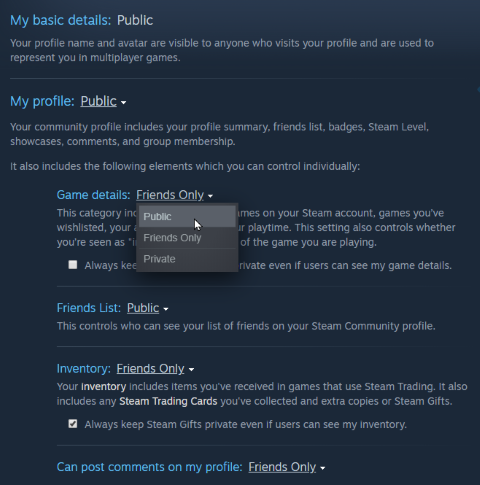 My basic details: Public
Your profile name and avatar are visible to anyone who visits your profile and are used to
represent you in multiplayer games.
My profile: Public
Your community profile includes your profile summary, friends list, badges, Steam Level,
showcases, comments, and group membership.
It also includes the following elements which you can control individually:
Game details: Friends Only
This category mes on your Steam account, games you've
Public
wishlisted, your playtime. This setting also controls whether
Friends Only
you're seen as of the game you are playing.
Private
Always private even if users can see my game details.
Friends List: Public
This controls who can see your list of friends on your Steam Community profile.
Inventory: Friends Only
Your inventory includes items you've received in games that use Steam Trading. It also
includes any Steam Trading Cards you've collected and extra copies or Steam Gifts.
Always keep Steam Gifts private even if users can see my inventory.
Can post comments on my profile: Friends Only